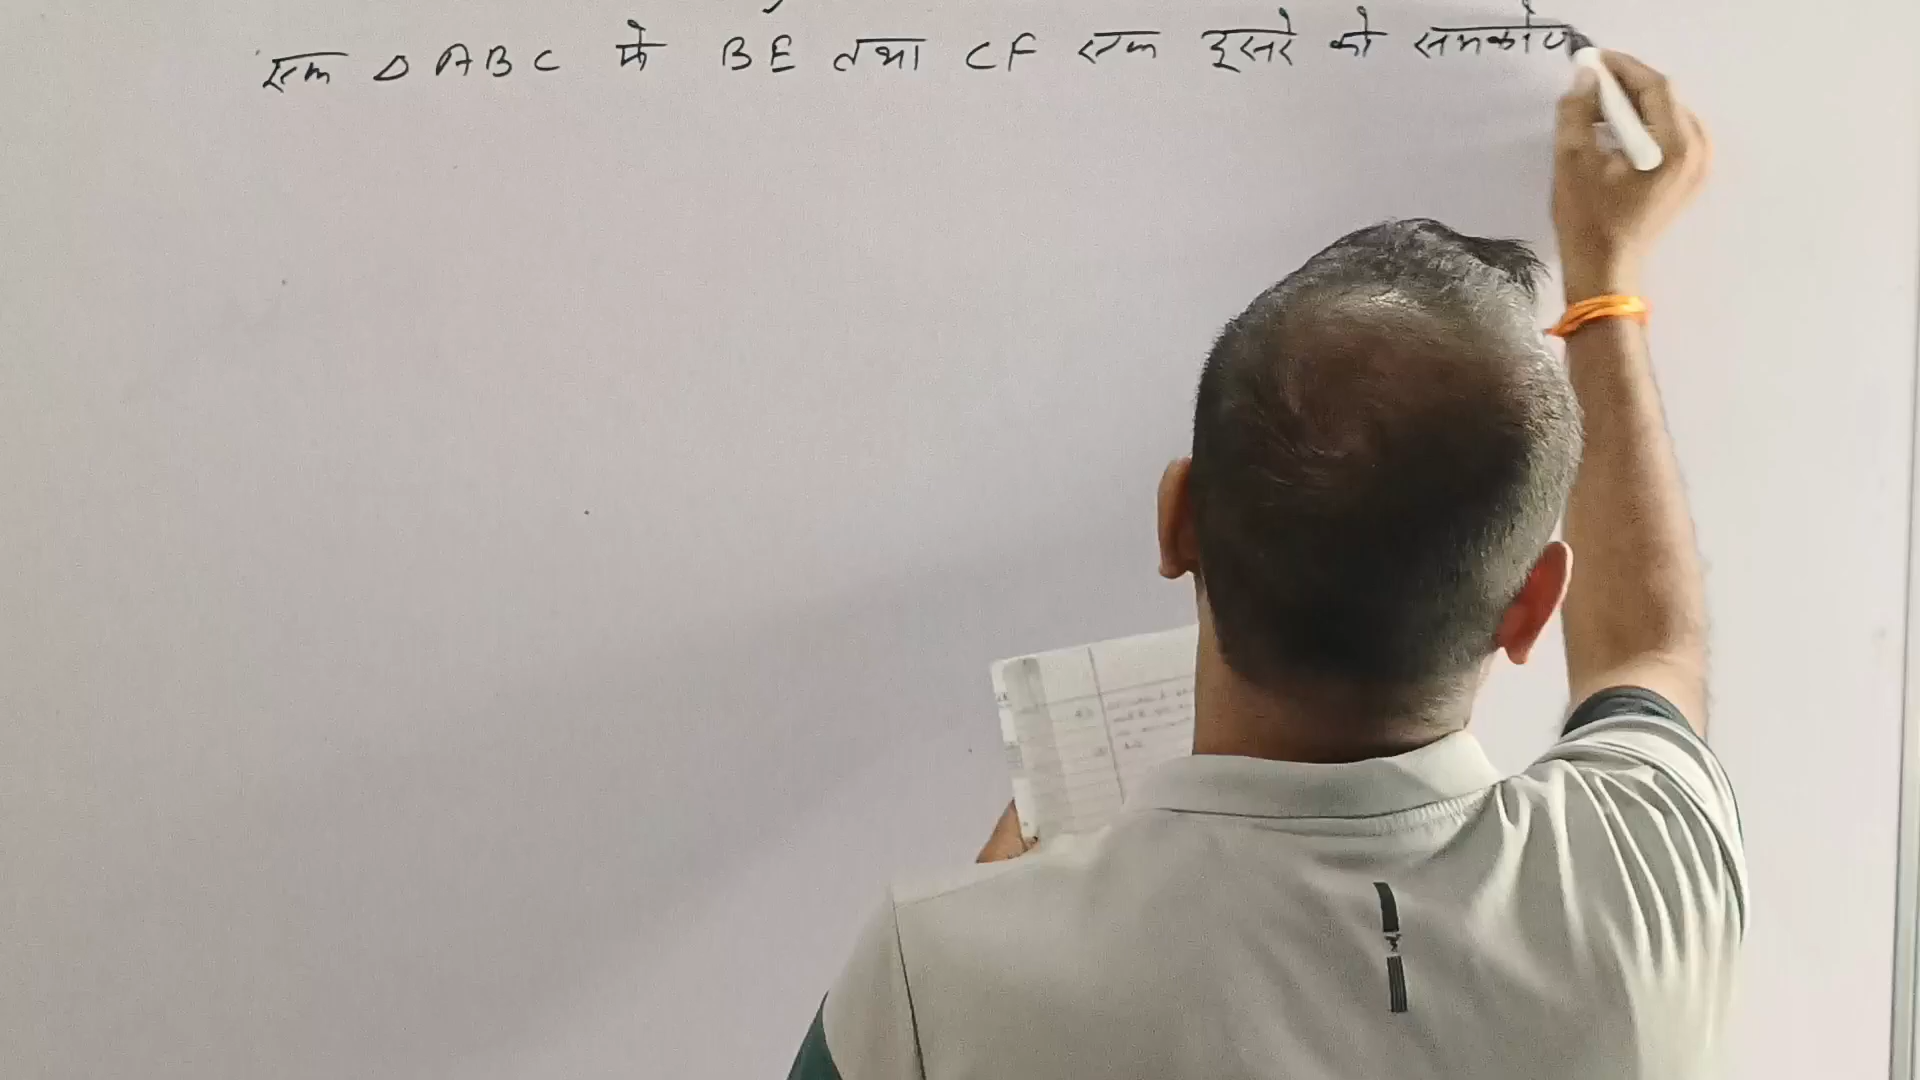 एक Δ ABC में BE तथा CF एक दूसरे को समकोण